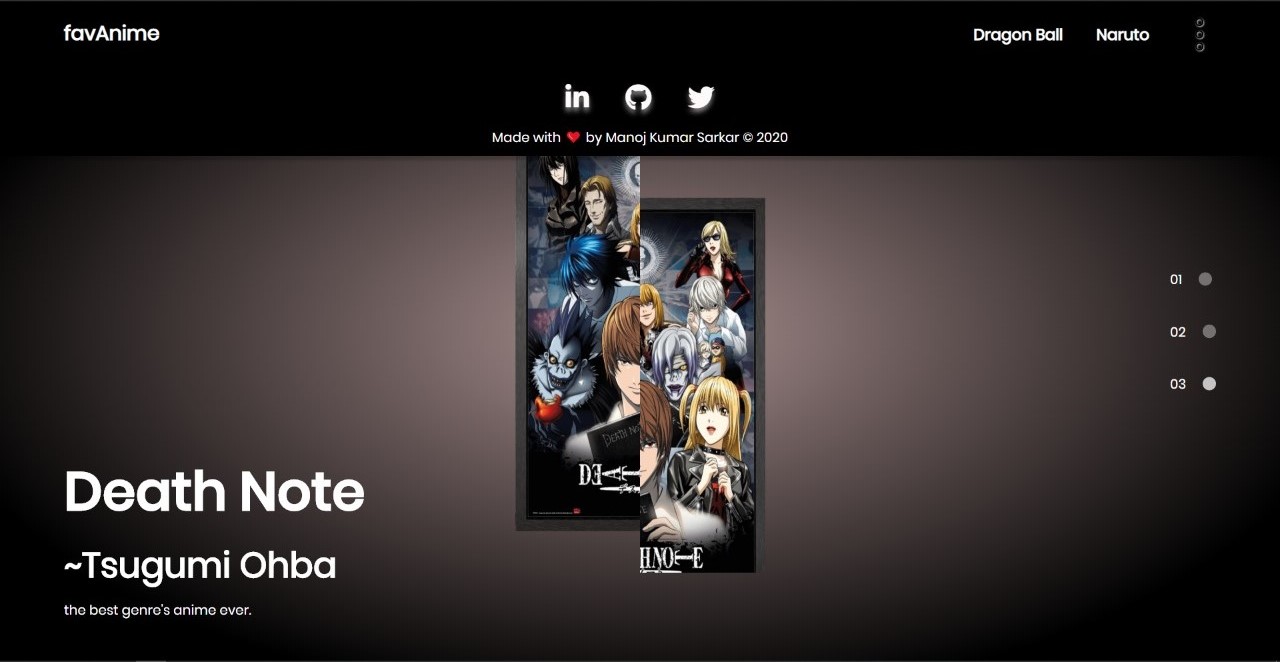 favAnime
Dragon Ball
Naruto
Made with ❤ by Manoj Kumar Sarkar © 2020
01
02
03
DEATH NOTE
Death Note
~Tsugumi Ohba
the best genre's anime ever.